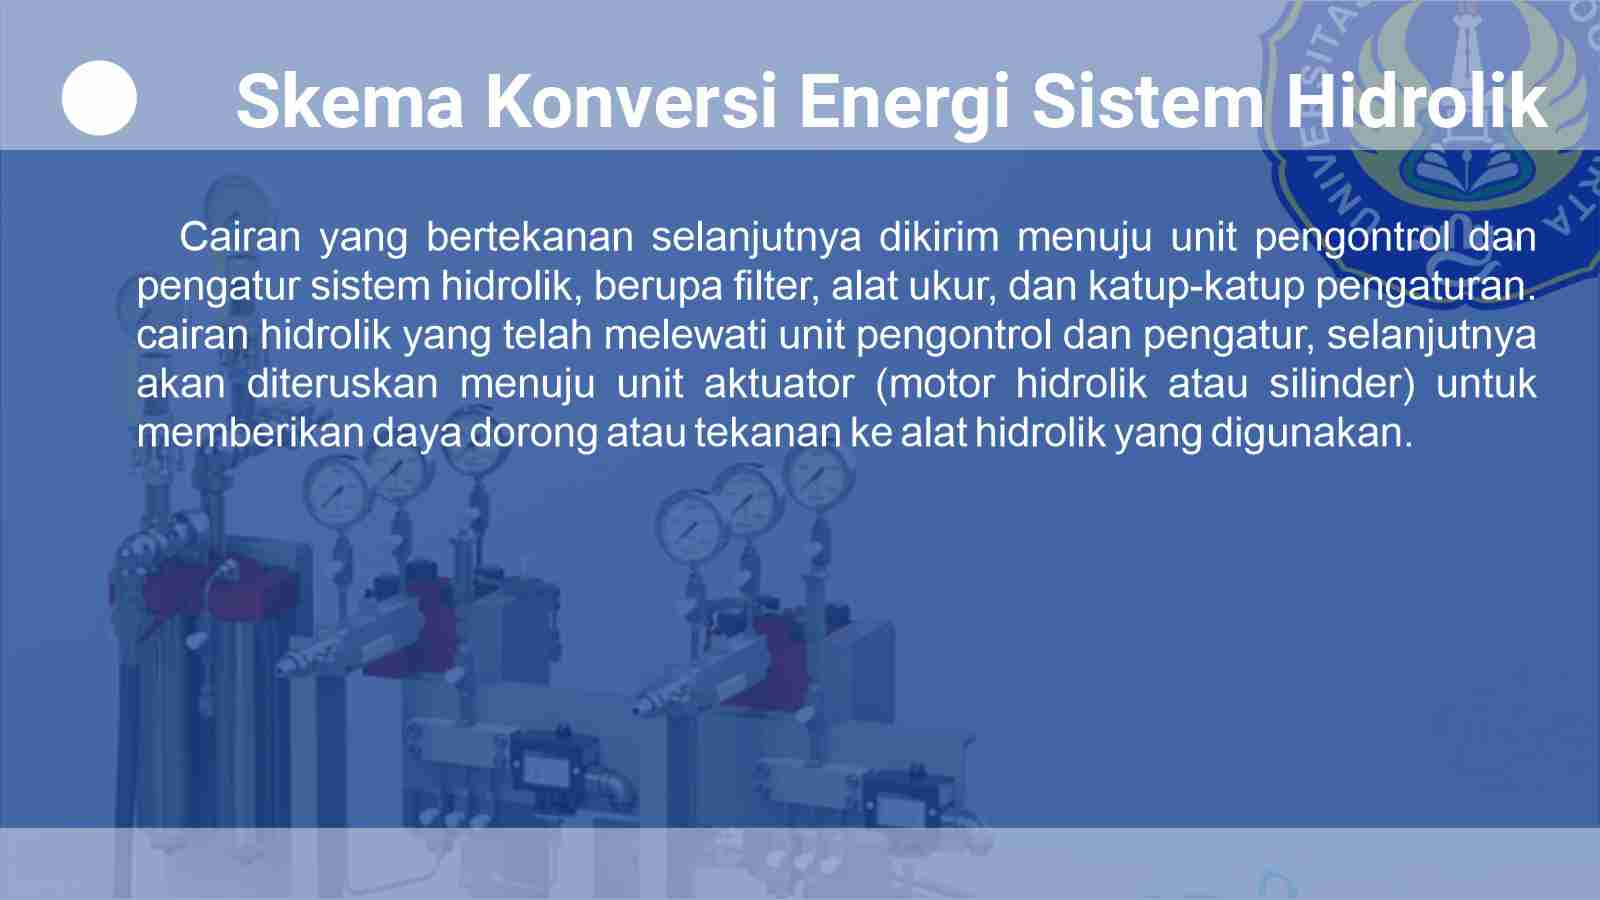 Skema Konversi Energi Sistem Hidrolik
Cairan yang bertekanan selanjutnya dikirim menuju unit pengontrol dan
pengatur sistem hidrolik, berupa filter, alat ukur, dan katup-katup pengaturan.
cairan hidrolik yang telah melewati unit pengontrol dan pengatur, selanjutnya
akan diteruskan menuju unit aktuator (motor hidrolik atau silinder) untuk
memberikan daya dorong atau tekanan ke alat hidrolik yang digunakan.
UNIVERSITAS